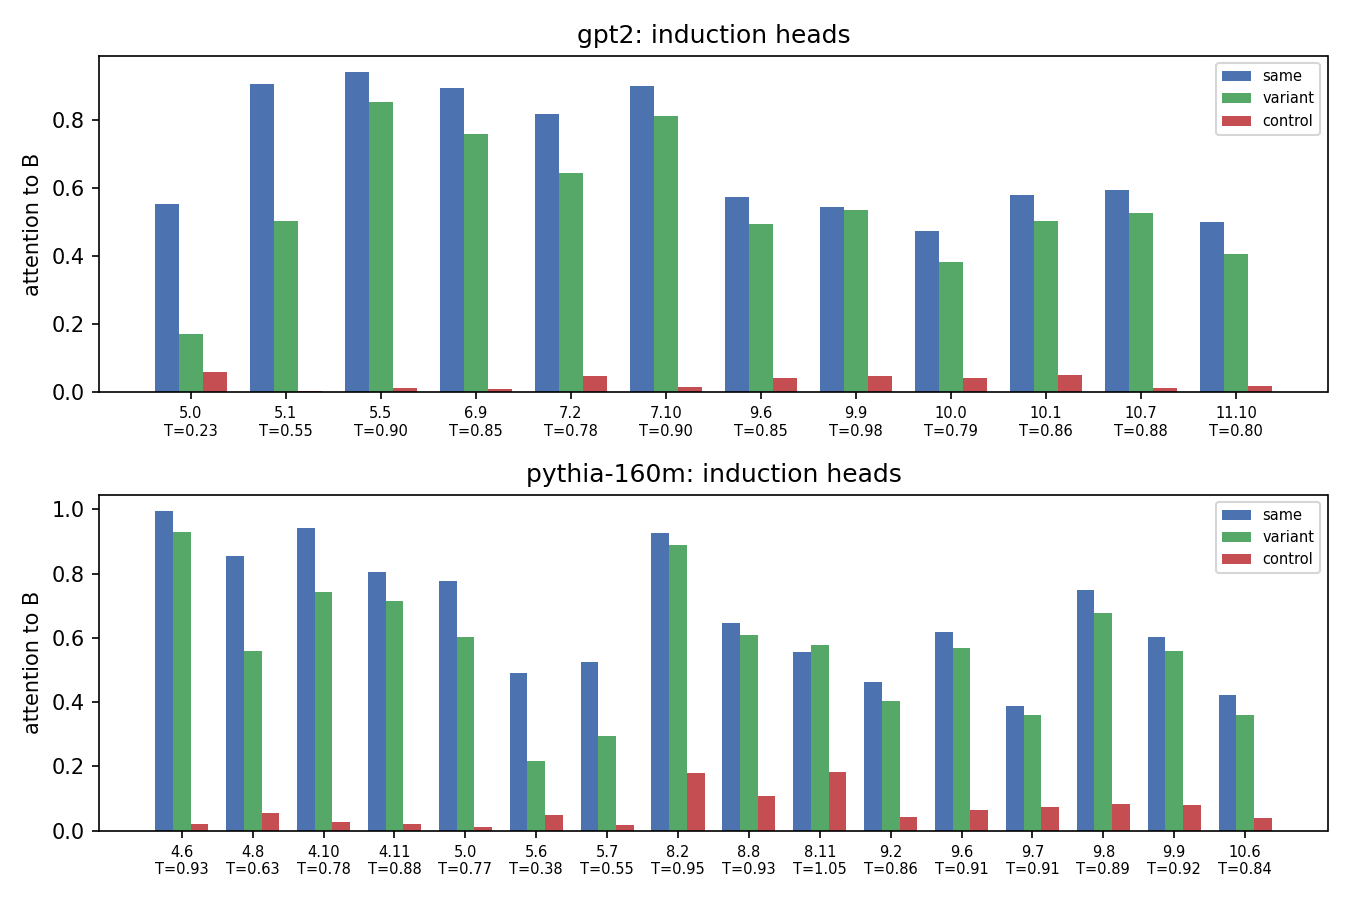 gpt2: induction heads
same
variant
control
attention to B
0.8
0.6
0.4
0.2
0.0
5.0 5.1 5.5 6.9 7.2 7.10 9.6 9.9 10.0 10.1 10.7 11.10
T=0.23 T=0.55 T=0.90 T=0.85 T=0.78 T=0.90 T=0.85 T=0.98 T=0.79 T=0.86 T=0.88 T=0.80
pythia-160m: induction heads
same
variant
control
attention to B
1.0
0.8
0.6
0.4
0.2
0.0
4.6 4.8 4.10 4.11 5.0 5.6 5.7 8.2 8.8 8.11 9.2 9.6 9.7 9.8 9.9 10.6
T=0.93 T=0.63 T=0.78 T=0.88 T=0.77 T=0.38 T=0.55 T=0.95 T=0.93 T=1.05 T=0.86 T=0.91 T=0.91 T=0.89 T=0.92 T=0.84